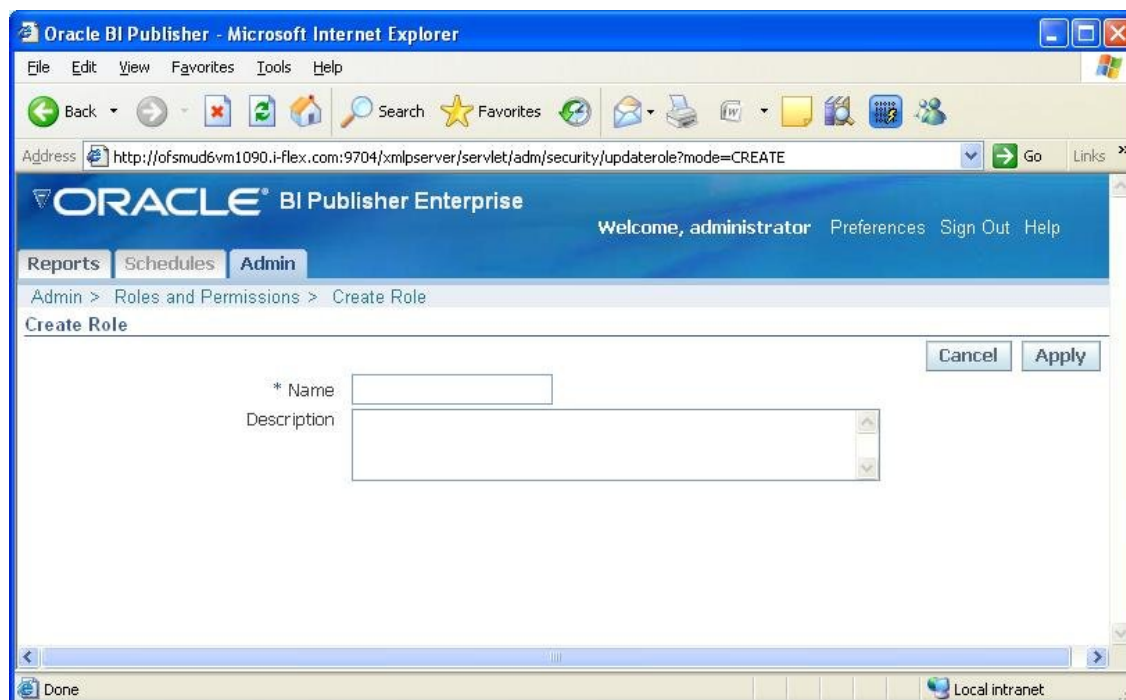 Oracle BI Publisher - Microsoft Internet Explorer
File Edit View Favorites Tools Help
Back Search Favorites
Address http://ofsmud6vm1090.i-flex.com:9704/xmlpserver/servlet/adm/security/updaterole?mode=CREATE Go Links »
ORACLE® BI Publisher Enterprise
Welcome, administrator Preferences Sign Out Help
Reports Schedules Admin
Admin > Roles and Permissions > Create Role
Create Role
Cancel Apply
* Name
Description
Done Local intranet